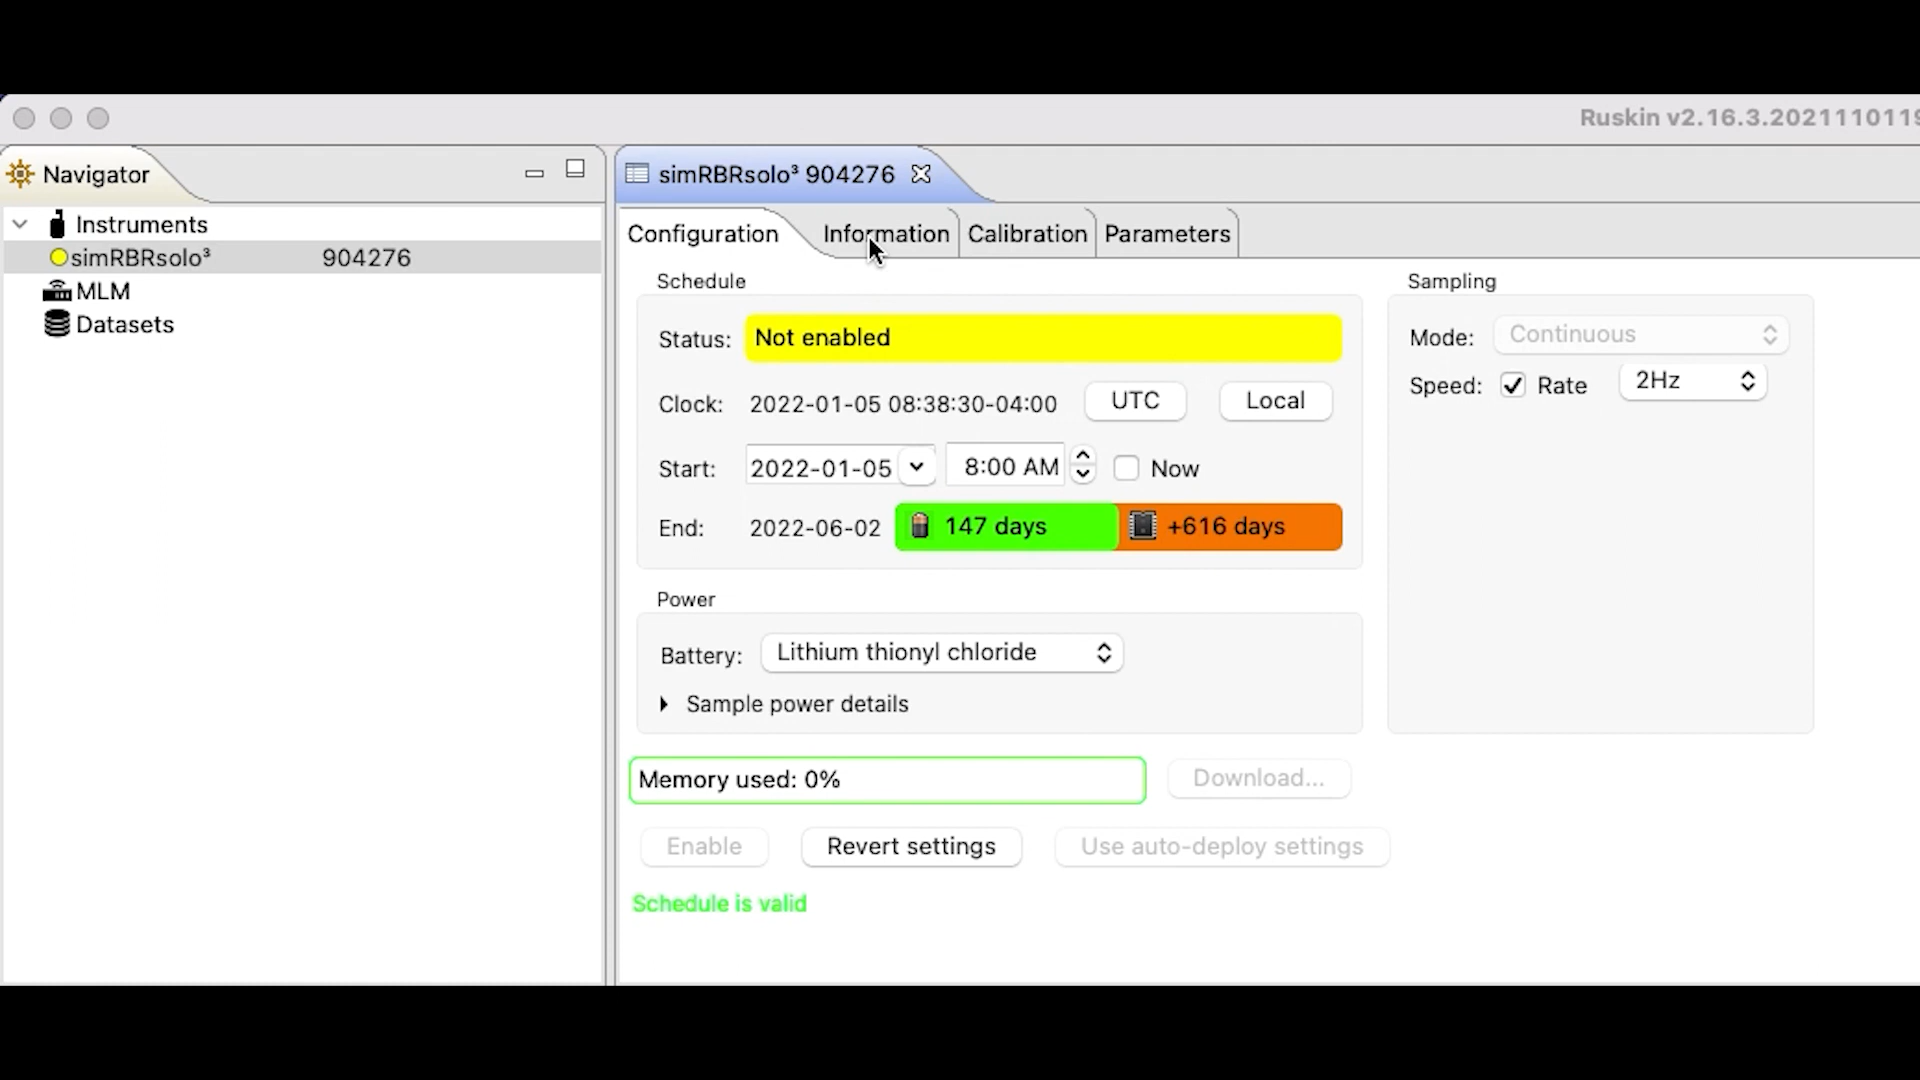 Ruskin v2.16.3.2021110119
Navigator
simRBRsolo³ 904276
Instruments
simRBRsolo³ 904276
MLM
Datasets
Configuration Information Calibration Parameters
Schedule
Status: Not enabled
Clock: 2022-01-05 08:38:30-04:00 UTC Local
Start: 2022-01-05 8:00 AM Now
End: 2022-06-02 147 days +616 days
Sampling
Mode: Continuous
Speed: Rate 2Hz
Power
Battery: Lithium thionyl chloride
Sample power details
Memory used: 0% Download...
Enable Revert settings Use auto-deploy settings
Schedule is valid